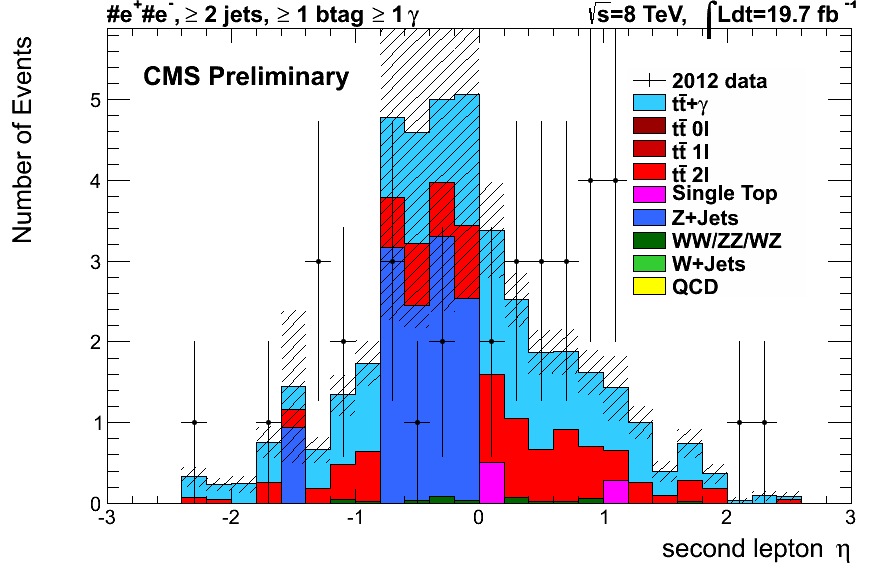 #e⁺#e⁻, ≥ 2 jets, ≥ 1 btag ≥ 1 γ
√s=8 TeV, ∫Ldt=19.7 fb⁻¹
CMS Preliminary
Number of Events
2012 data
tt̄+γ
tt̄ 0l
tt̄ 1l
tt̄ 2l
Single Top
Z+Jets
WW/ZZ/WZ
W+Jets
QCD
5
4
3
2
1
0
-3 -2 -1 0 1 2 3
second lepton η